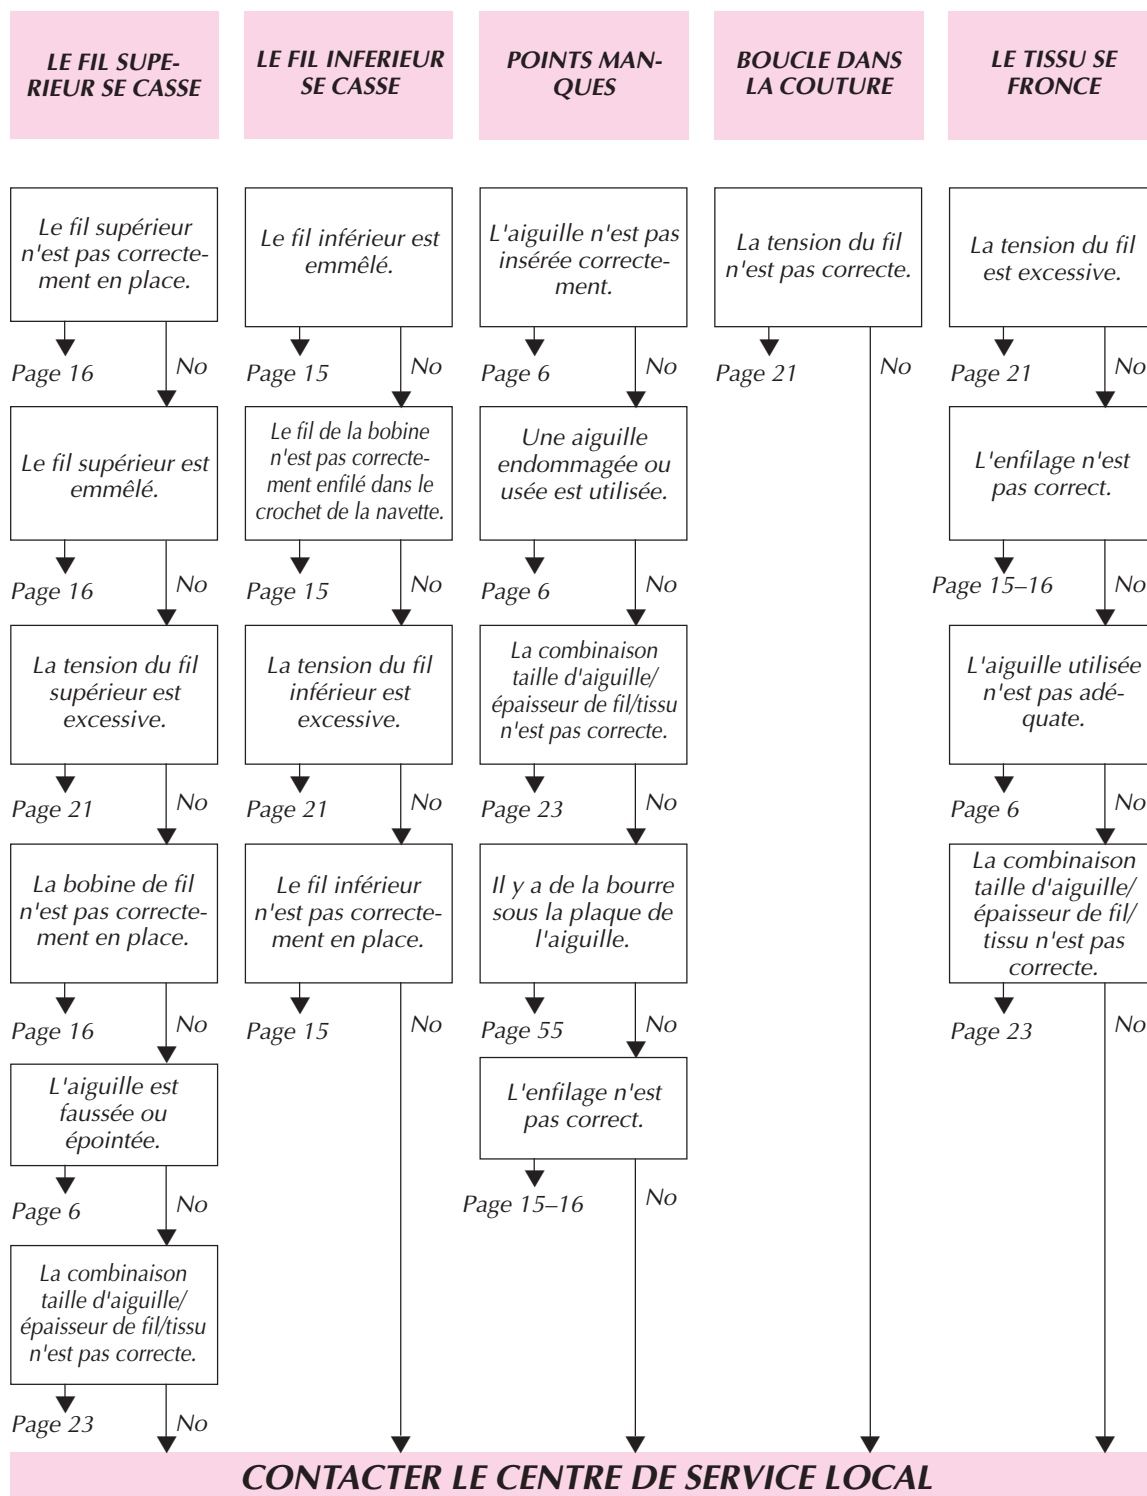 LE FIL SUPE-
RIEUR SE CASSE
Le fil supérieur
n'est pas correcte-
ment en place.
Page 16
No
Le fil supérieur est
emmêlé.
Page 16
No
La tension du fil
supérieur est
excessive.
Page 21
No
La bobine de fil
n'est pas correcte-
ment en place.
Page 16
No
L'aiguille est
faussée ou
épointée.
Page 6
No
La combinaison
taille d'aiguille/
épaisseur de fil/tissu
n'est pas correcte.
Page 23
No
LE FIL INFERIEUR
SE CASSE
Le fil inférieur est
emmêlé.
Page 15
No
Le fil de la bobine
n'est pas correcte-
ment enfilé dans le
crochet de la navette.
Page 15
No
La tension du fil
inférieur est
excessive.
Page 21
No
Le fil inférieur
n'est pas correcte-
ment en place.
Page 15
No
POINTS MAN-
QUES
L'aiguille n'est pas
insérée correcte-
ment.
Page 6
No
Une aiguille
endommagée ou
usée est utilisée.
Page 6
No
La combinaison
taille d'aiguille/
épaisseur de fil/tissu
n'est pas correcte.
Page 23
No
Il y a de la bourre
sous la plaque de
l'aiguille.
Page 55
No
L'enfilage n'est
pas correct.
Page 15–16
No
BOUCLE DANS
LA COUTURE
La tension du fil
n'est pas correcte.
Page 21
No
LE TISSU SE
FRONCE
La tension du fil
est excessive.
Page 21
No
L'enfilage n'est
pas correct.
Page 15–16
No
L'aiguille utilisée
n'est pas adé-
quate.
Page 6
No
La combinaison
taille d'aiguille/
épaisseur de fil/
tissu n'est pas
correcte.
Page 23
No
CONTACTER LE CENTRE DE SERVICE LOCAL